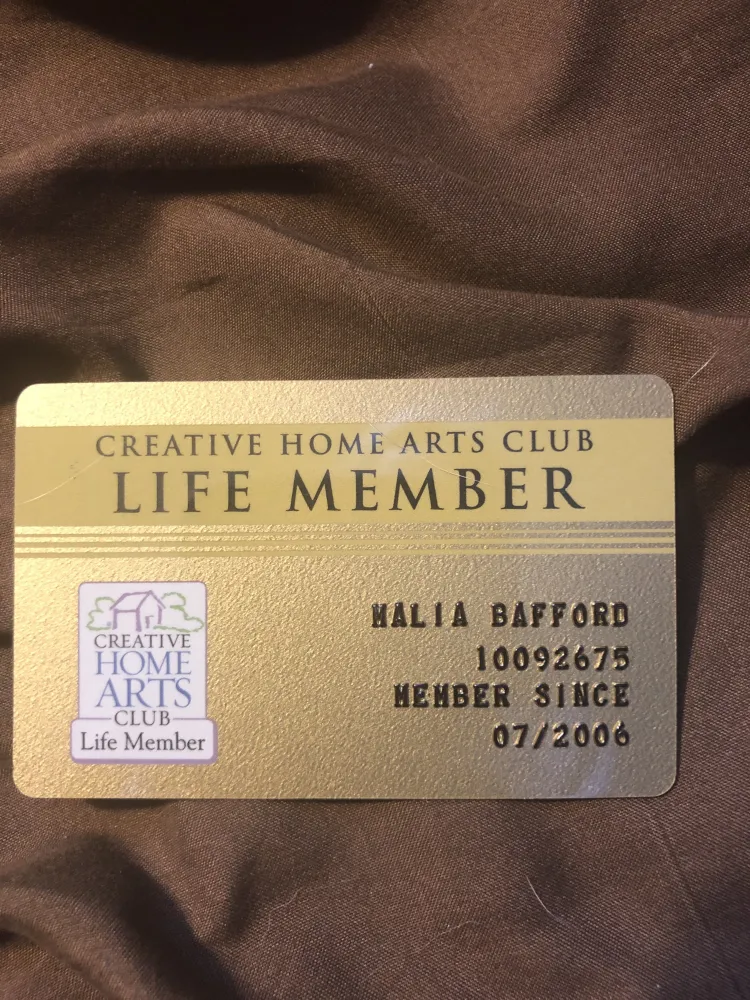 CREATIVE HOME ARTS CLUB
LIFE MEMBER
CREATIVE
HOME
ARTS
CLUB
Life Member
MALIA BAFFORD
10092675
MEMBER SINCE
07/2006